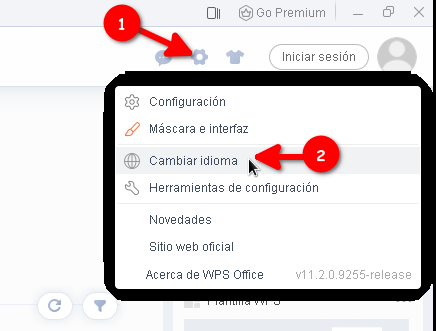 Go Premium
1
Iniciar sesión
Configuración
Máscara e interfaz
Cambiar idioma
2
Herramientas de configuración
Novedades
Sitio web oficial
Acerca de WPS Office v11.2.0.9255-release
Plantilla WPS